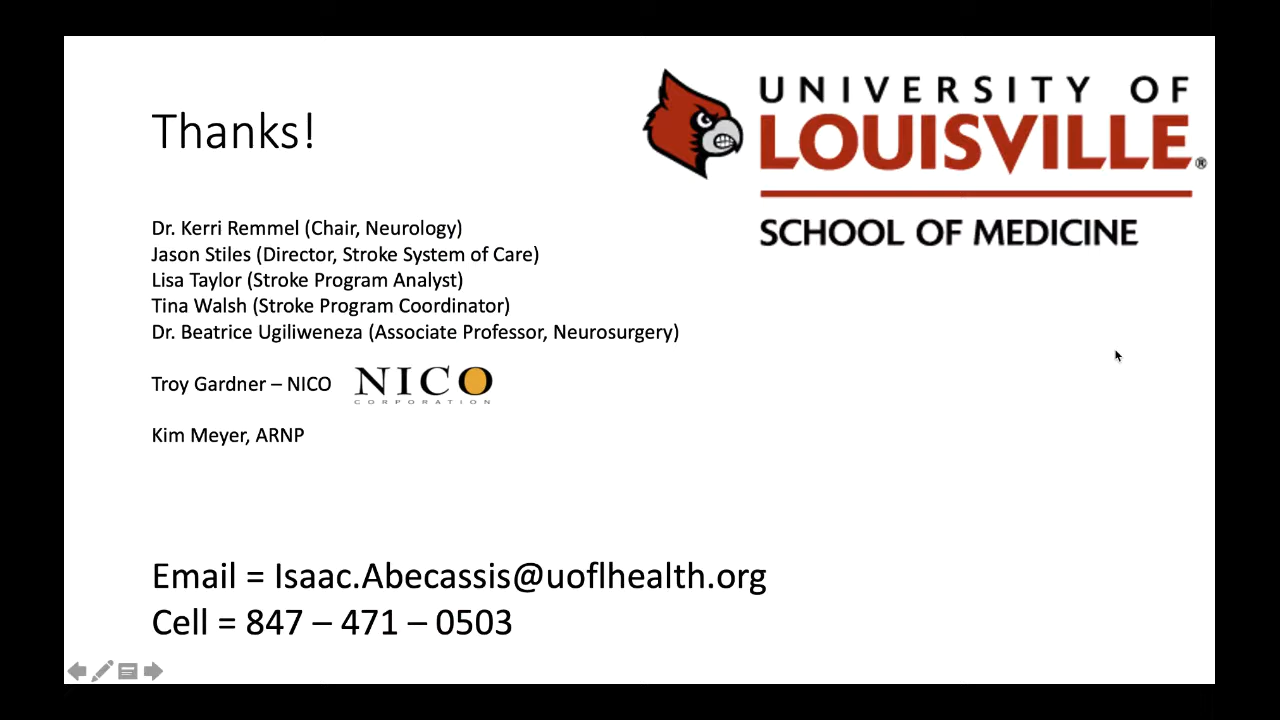 Thanks!
UNIVERSITY OF
LOUISVILLE®
SCHOOL OF MEDICINE
Dr. Kerri Remmel (Chair, Neurology)
Jason Stiles (Director, Stroke System of Care)
Lisa Taylor (Stroke Program Analyst)
Tina Walsh (Stroke Program Coordinator)
Dr. Beatrice Ugiliweneza (Associate Professor, Neurosurgery)
Troy Gardner – NICO
NICO
CORPORATION
Kim Meyer, ARNP
Email = Isaac.Abecassis@uoflhealth.org
Cell = 847 – 471 – 0503